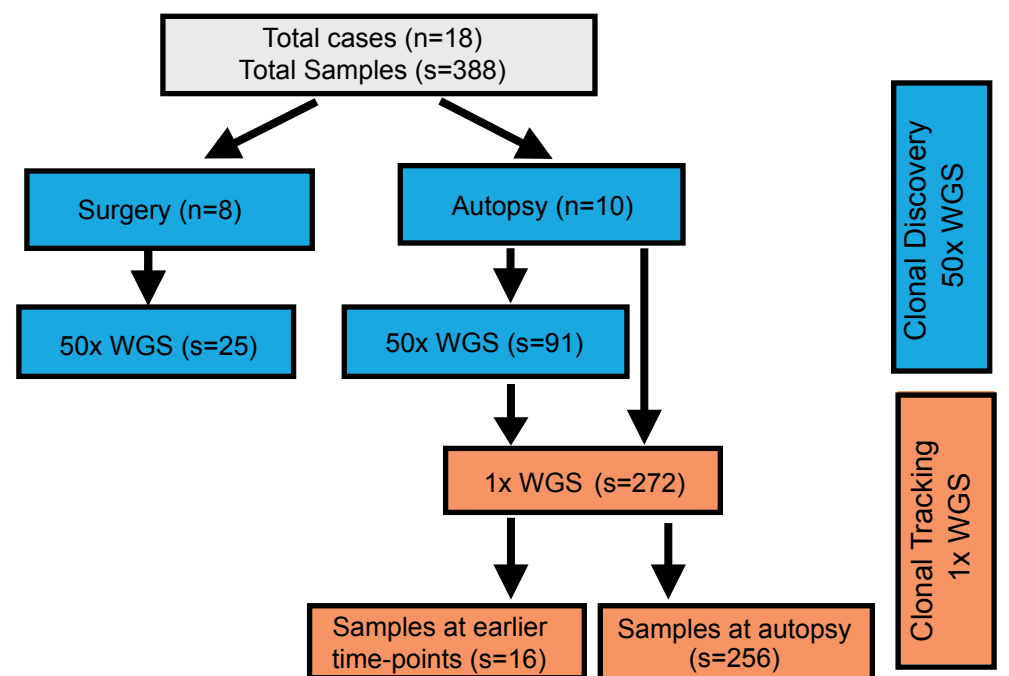 Total cases (n=18)
Total Samples (s=388)
Surgery (n=8)
Autopsy (n=10)
50x WGS (s=25)
50x WGS (s=91)
1x WGS (s=272)
Samples at earlier
time-points (s=16)
Samples at autopsy
(s=256)
Clonal Discovery
50x WGS
Clonal Tracking
1x WGS